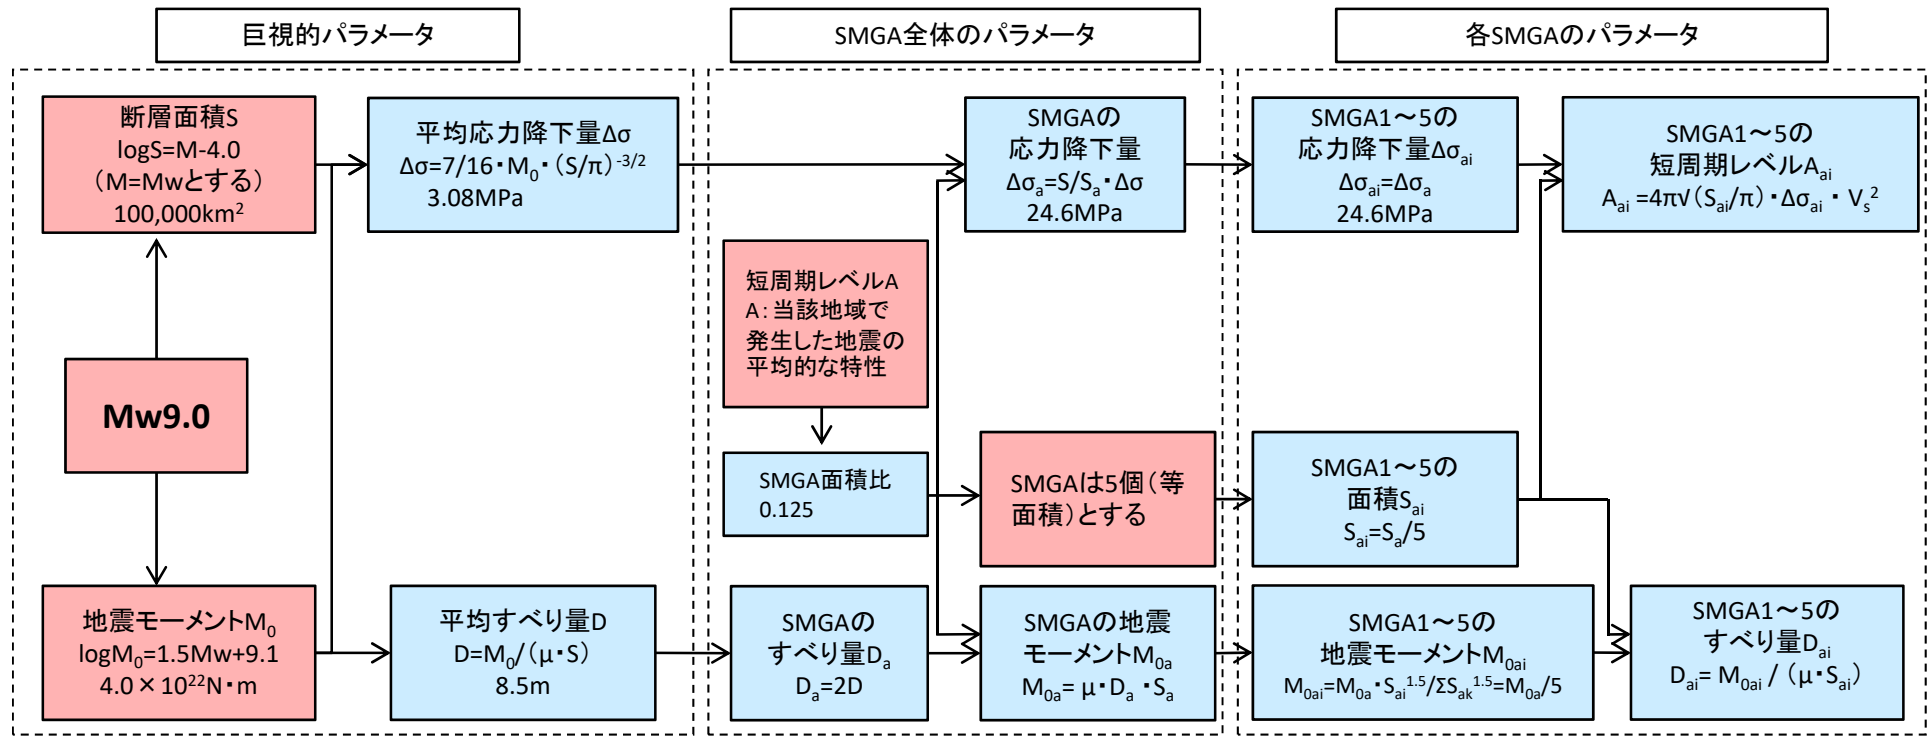 巨視的パラメータ
SMGA全体のパラメータ
各SMGAのパラメータ
断層面積S
logS=M-4.0
(M=Mwとする)
100,000km²
平均応力降下量Δσ
Δσ=7/16・M₀・(S/π)⁻³ᐟ²
3.08MPa
Mw9.0
地震モーメントM₀
logM₀=1.5Mw+9.1
4.0×10²²N・m
平均すべり量D
D=M₀/(μ・S)
8.5m
SMGAの
応力降下量
Δσₐ=S/Sₐ・Δσ
24.6MPa
短周期レベルA
A:当該地域で
発生した地震の
平均的な特性
SMGA面積比
0.125
SMGAは5個(等
面積)とする
SMGAの
すべり量Dₐ
Dₐ=2D
SMGAの地震
モーメントM₀ₐ
M₀ₐ= μ・Dₐ・Sₐ
SMGA1~5の
応力降下量Δσₐᵢ
Δσₐᵢ=Δσₐ
24.6MPa
SMGA1~5の
短周期レベルAₐᵢ
Aₐᵢ=4π√(Sₐᵢ/π)・Δσₐᵢ・Vₛ²
SMGA1~5の
面積Sₐᵢ
Sₐᵢ=Sₐ/5
SMGA1~5の
地震モーメントM₀ₐᵢ
M₀ₐᵢ=M₀ₐ・Sₐᵢ¹·⁵/ΣSₐₖ¹·⁵=M₀ₐ/5
SMGA1~5の
すべり量Dₐᵢ
Dₐᵢ= M₀ₐᵢ / (μ・Sₐᵢ)